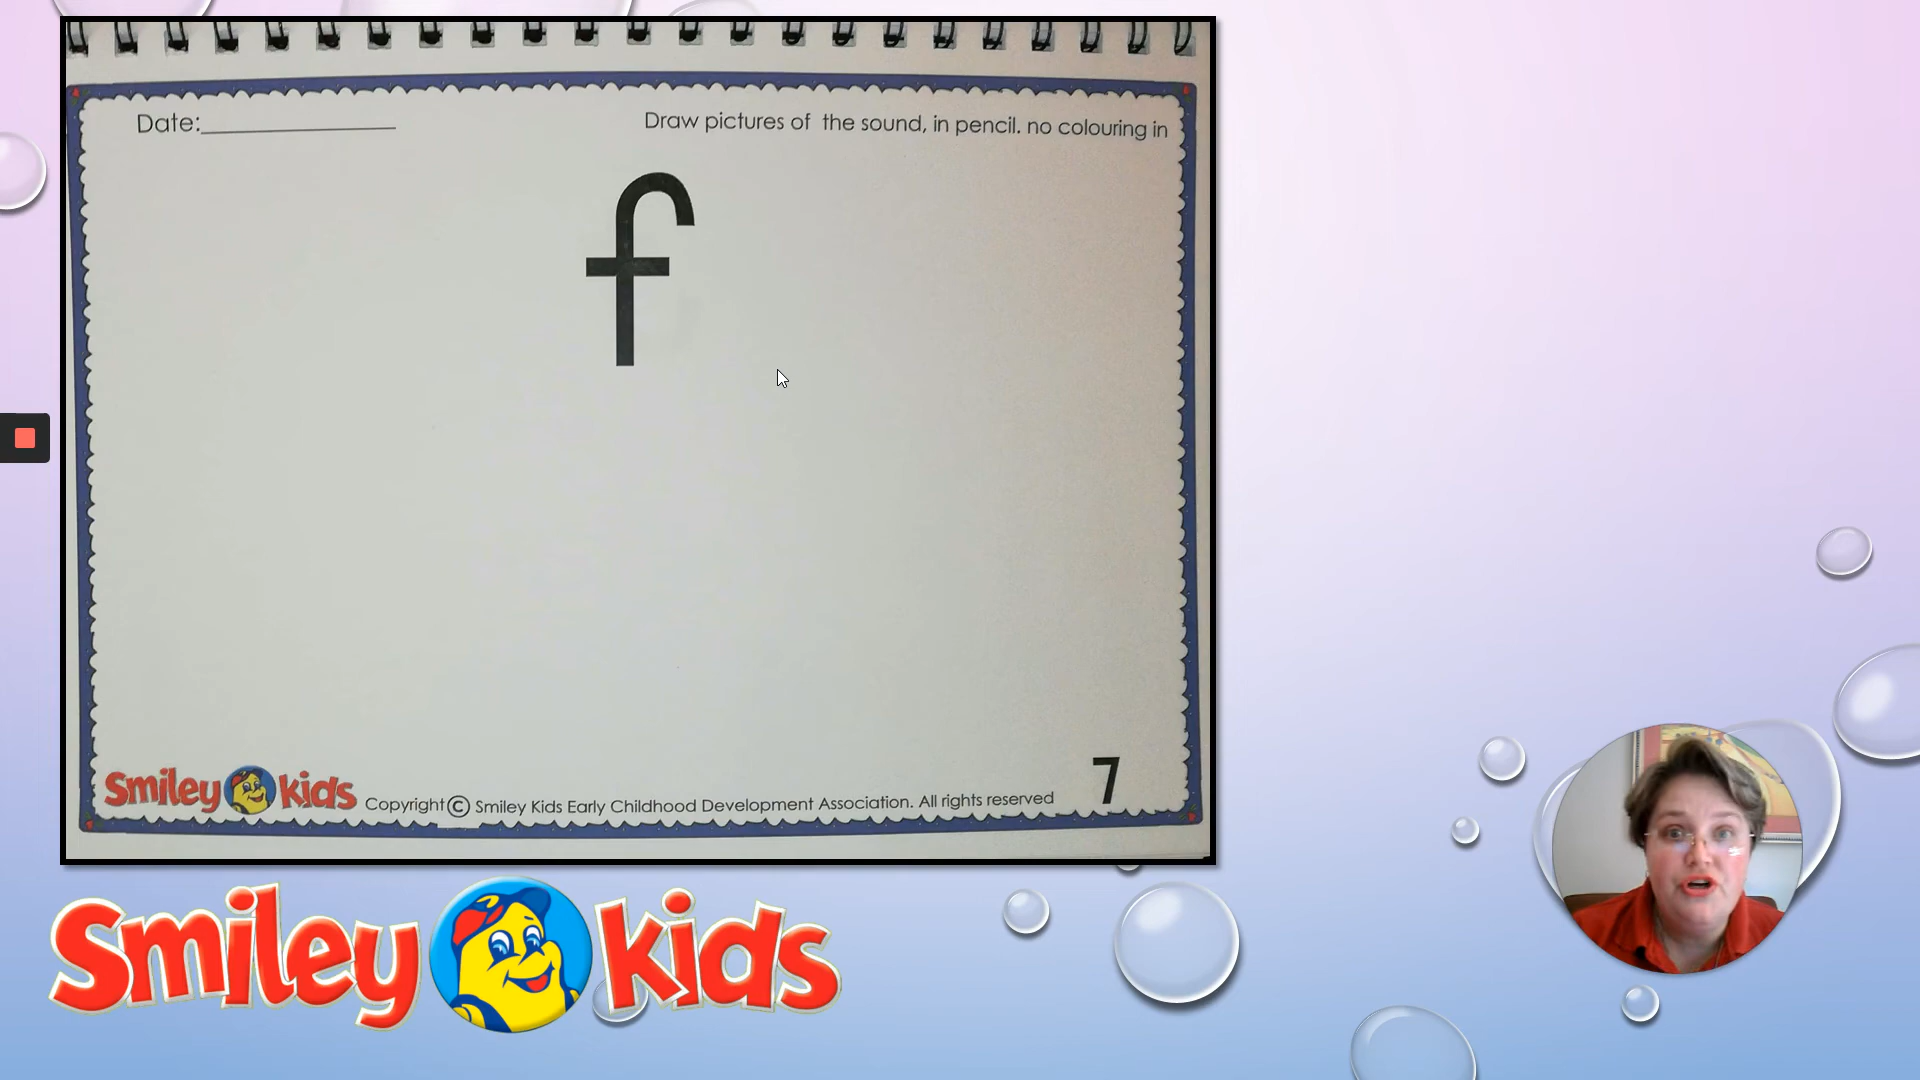 Date:______________
Draw pictures of the sound, in pencil. no colouring in
f
Smiley kids
Copyright © Smiley Kids Early Childhood Development Association. All rights reserved
7
Smiley kids